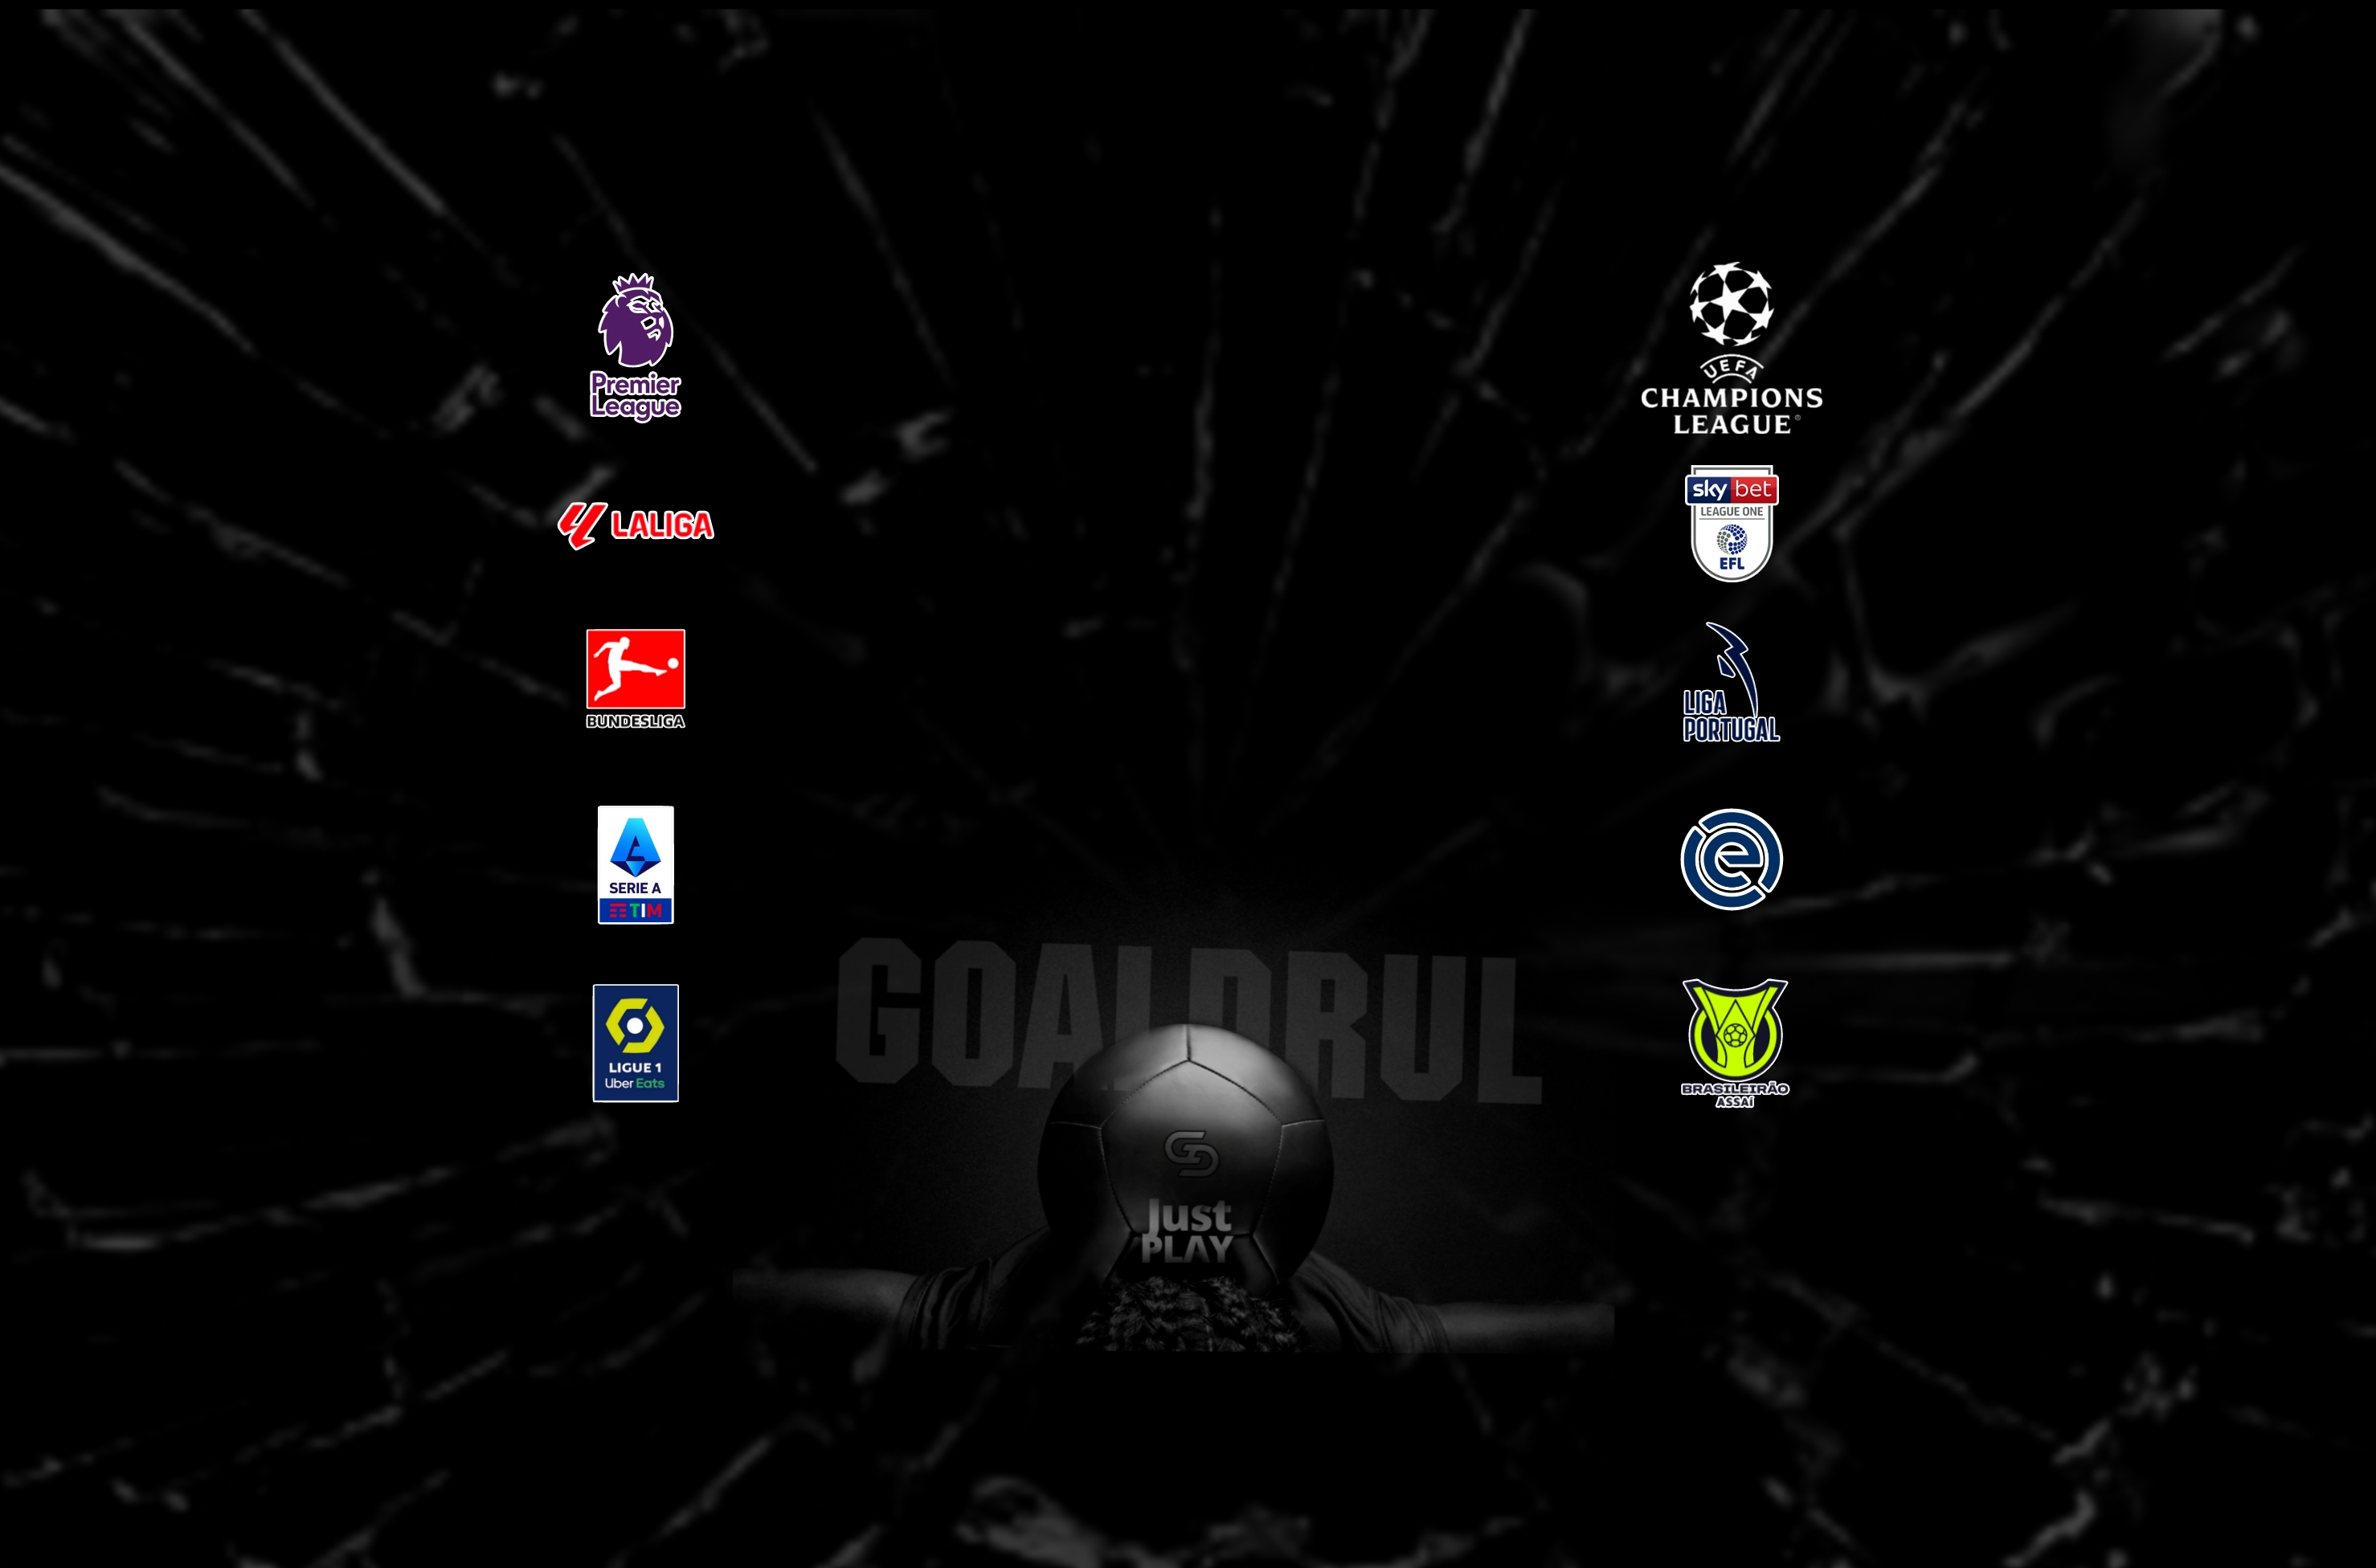 Premier
League
LALIGA
BUNDESLIGA
SERIE A
TIM
LIGUE 1
Uber Eats
UEFA
CHAMPIONS
LEAGUE®
sky bet
LEAGUE ONE
EFL
LIGA
PORTUGAL
e
BRASILEIRÃO
ASSAÍ
GOALDRUL
Just
PLAY